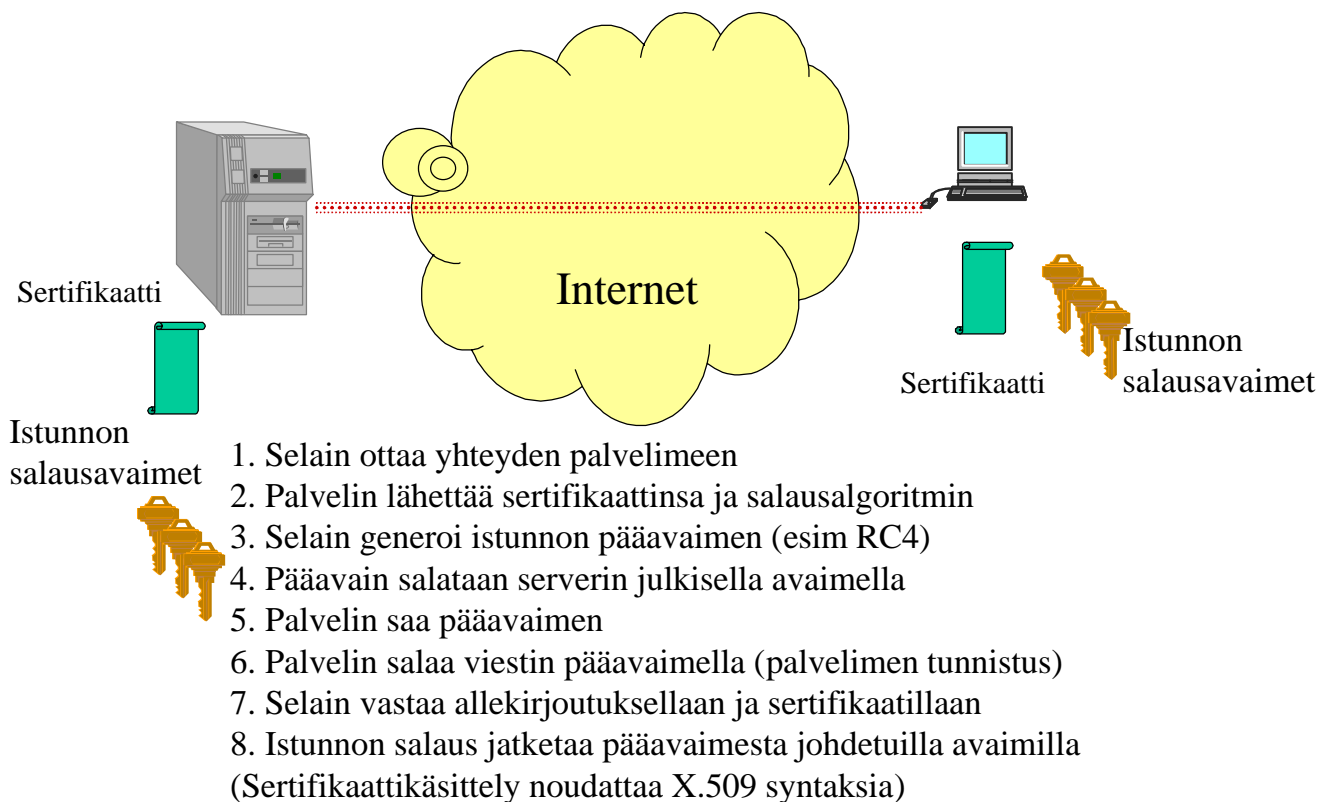 Internet
Sertifikaatti
Istunnon
salausavaimet
Sertifikaatti
Istunnon
salausavaimet
1. Selain ottaa yhteyden palvelimeen
2. Palvelin lähettää sertifikaattinsa ja salausalgoritmin
3. Selain generoi istunnon pääavaimen (esim RC4)
4. Pääavain salataan serverin julkisella avaimella
5. Palvelin saa pääavaimen
6. Palvelin salaa viestin pääavaimella (palvelimen tunnistus)
7. Selain vastaa allekirjoutuksellaan ja sertifikaatillaan
8. Istunnon salaus jatketaa pääavaimesta johdetuilla avaimilla
(Sertifikaattikäsittely noudattaa X.509 syntaksia)